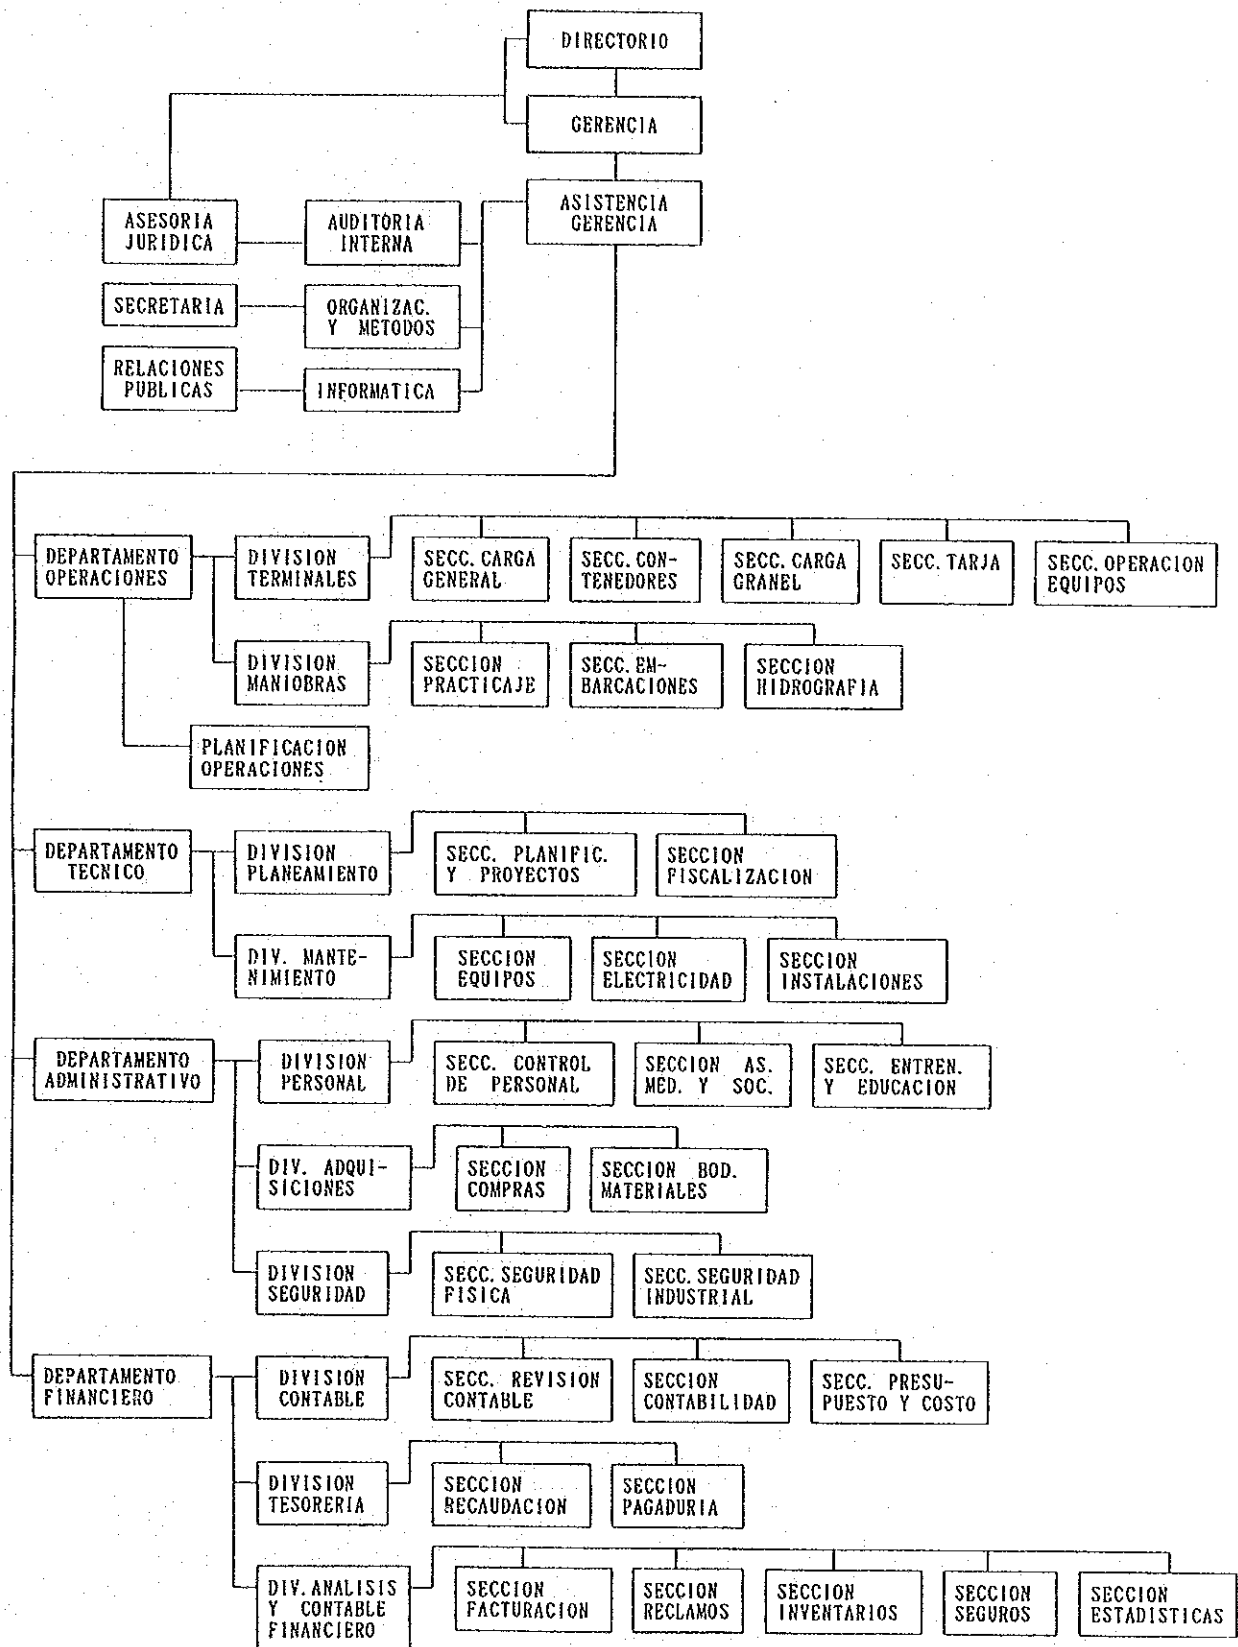 DIRECTORIO
GERENCIA
ASISTENCIA
GERENCIA
ASESORIA
JURIDICA
AUDITORIA
INTERNA
SECRETARIA
ORGANIZAC.
Y METODOS
RELACIONES
PUBLICAS
INFORMATICA
DEPARTAMENTO
OPERACIONES
DIVISION
TERMINALES
SECC. CARGA
GENERAL
SECC. CON-
TENEDORES
SECC. CARGA
GRANEL
SECC. TARJA
SECC. OPERACION
EQUIPOS
DIVISION
MANIOBRAS
SECCION
PRACTICAJE
SECC. EM-
BARCACIONES
SECCION
HIDROGRAFIA
PLANIFICACION
OPERACIONES
DEPARTAMENTO
TECNICO
DIVISION
PLANEAMIENTO
SECC. PLANIFIC.
Y PROYECTOS
SECCION
FISCALIZACION
DIV. MANTE-
NIMIENTO
SECCION
EQUIPOS
SECCION
ELECTRICIDAD
SECCION
INSTALACIONES
DEPARTAMENTO
ADMINISTRATIVO
DIVISION
PERSONAL
SECC. CONTROL
DE PERSONAL
SECCION AS.
MED. Y SOC.
SECC. ENTREN.
Y EDUCACION
DIV. ADQUI-
SICIONES
SECCION
COMPRAS
SECCION BOD.
MATERIALES
DIVISION
SEGURIDAD
SECC. SEGURIDAD
FISICA
SECC. SEGURIDAD
INDUSTRIAL
DEPARTAMENTO
FINANCIERO
DIVISION
CONTABLE
SECC. REVISION
CONTABLE
SECCION
CONTABILIDAD
SECC. PRESU-
PUESTO Y COSTO
DIVISION
TESORERIA
SECCION
RECAUDACION
SECCION
PAGADURIA
DIV. ANALISIS
Y CONTABLE
FINANCIERO
SECCION
FACTURACION
SECCION
RECLAMOS
SECCION
INVENTARIOS
SECCION
SEGUROS
SECCION
ESTADISTICAS